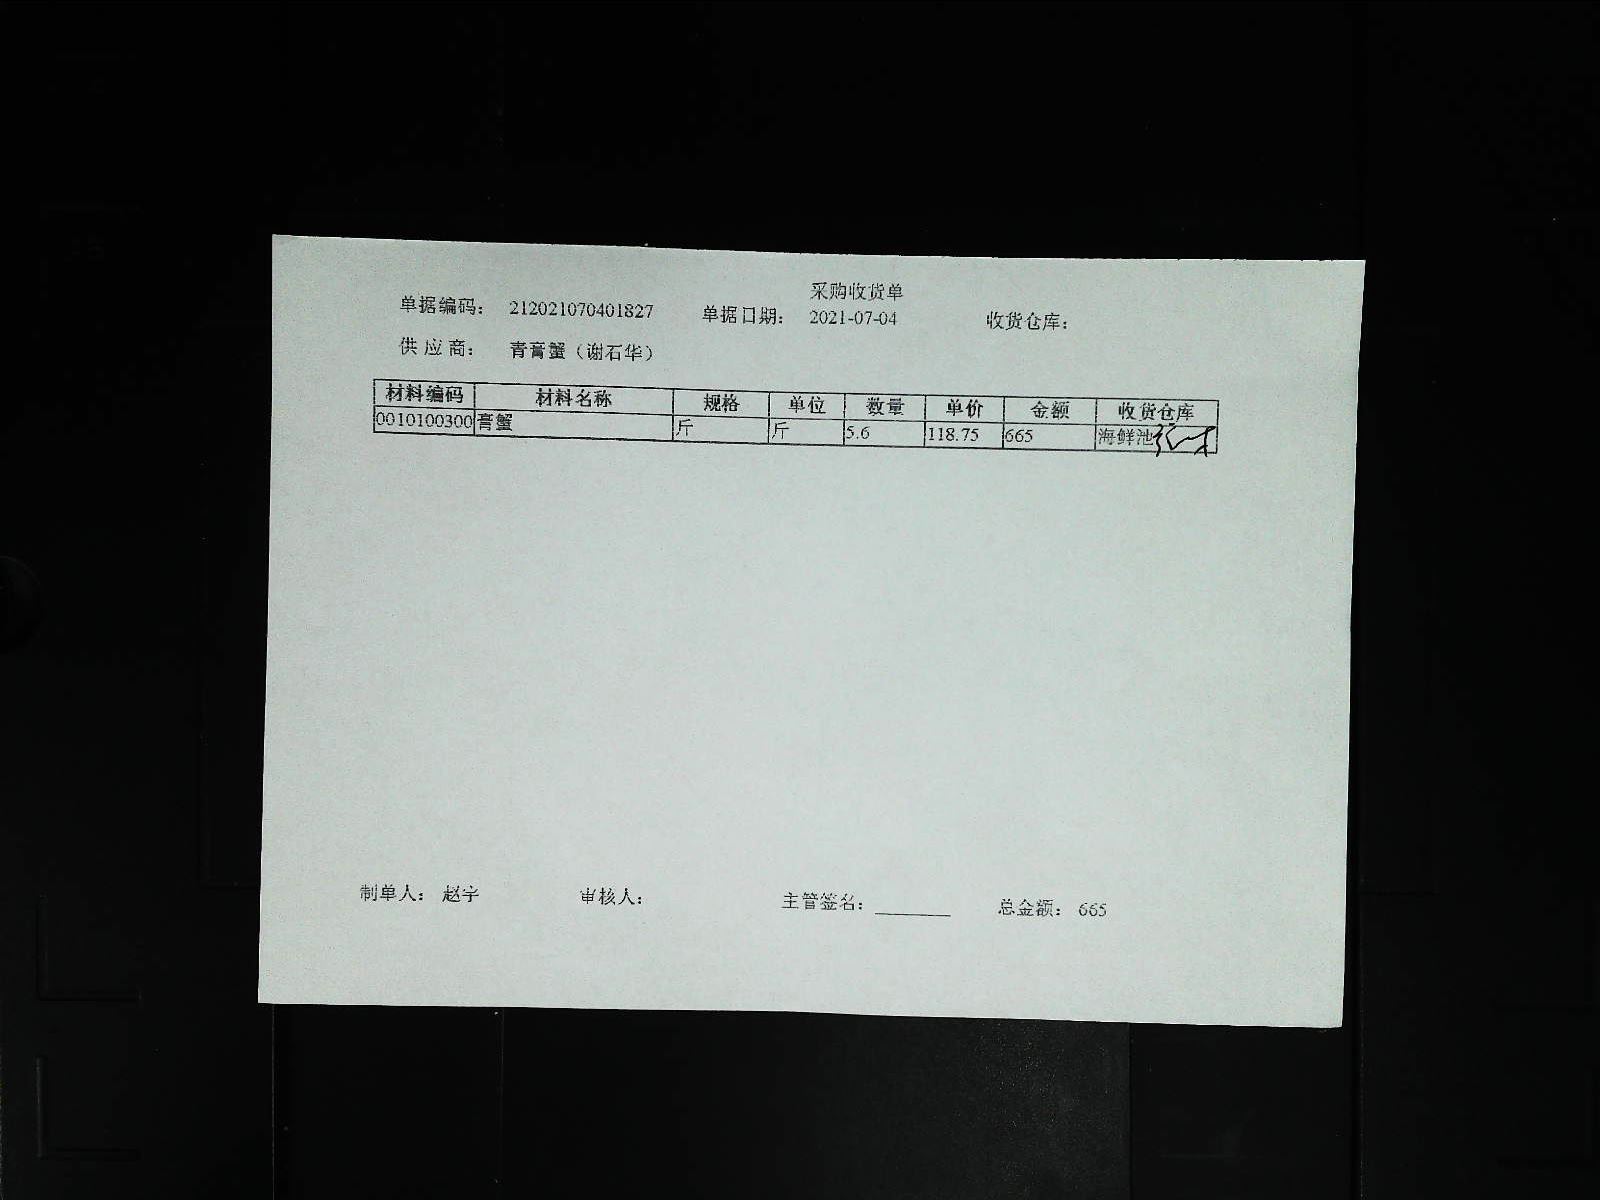 采购收货单
单据编码： 212021070401827 单据日期： 2021-07-04 收货仓库：
供 应 商： 青膏蟹（谢石华）
材料编码 材料名称 规格 单位 数量 单价 金额 收货仓库
0010100300 膏蟹 斤 斤 5.6 118.75 665 海鲜池
制单人： 赵宇 审核人： 主管签名： 总金额： 665